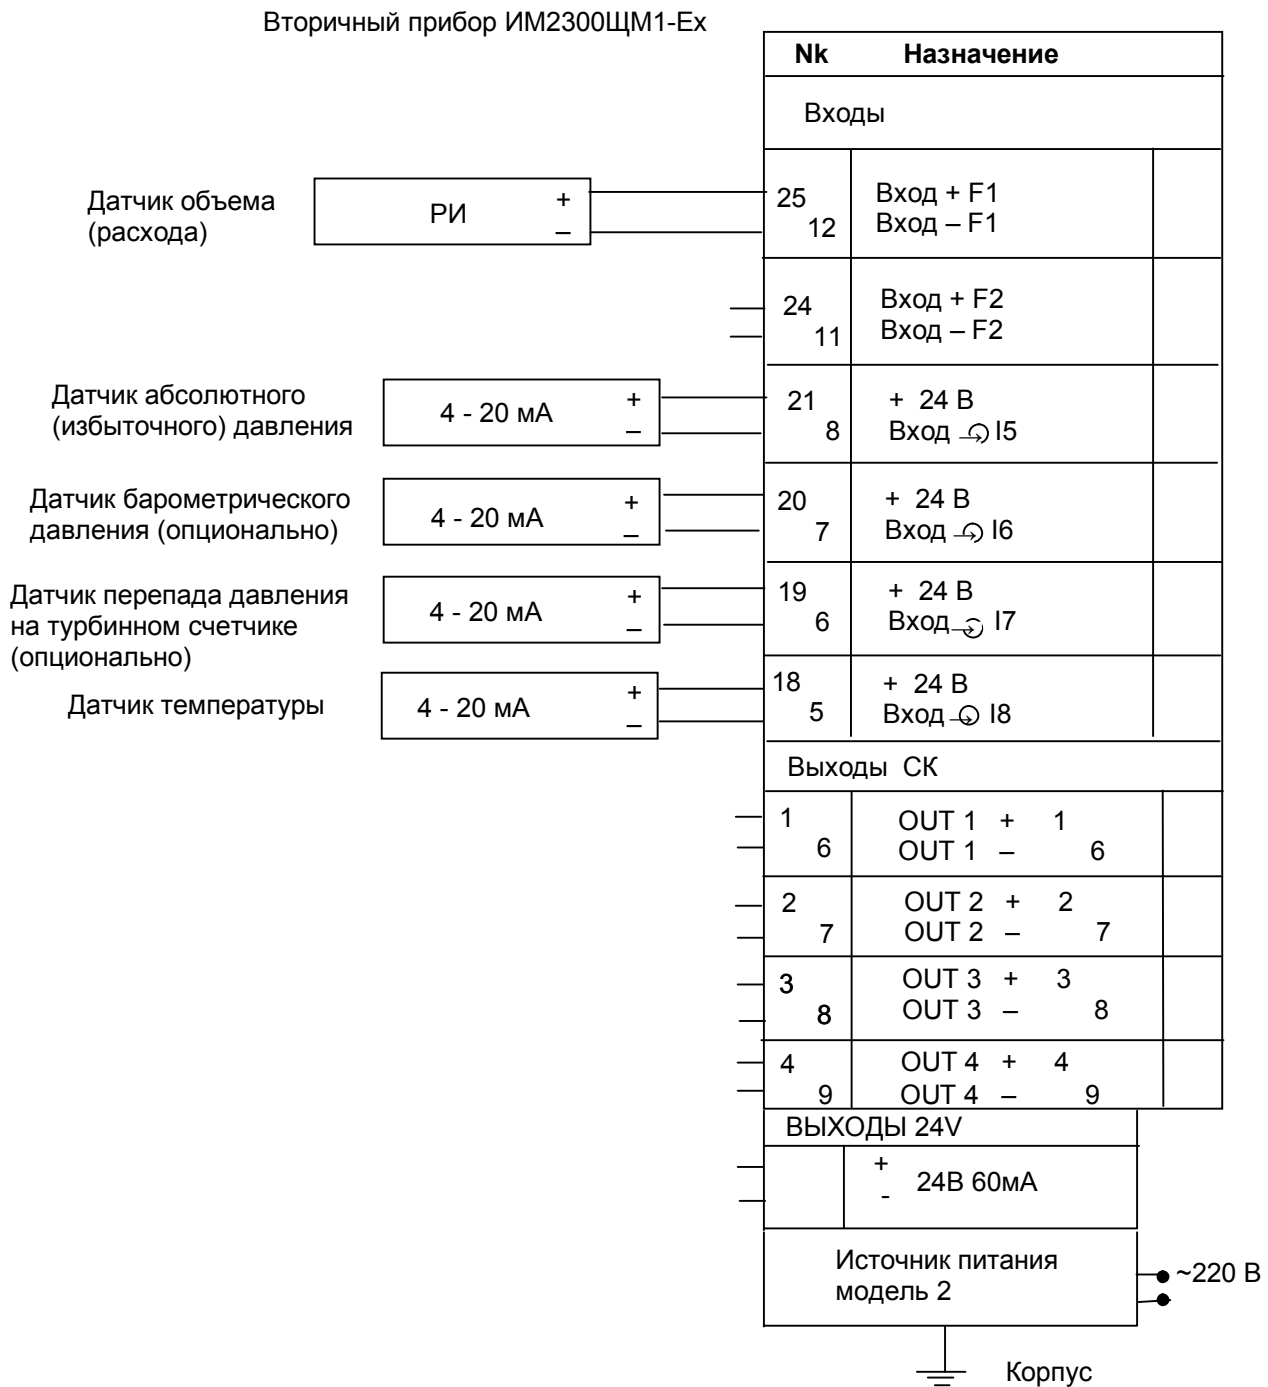 Вторичный прибор ИМ2300ЩМ1-Ex
Nk Назначение
Входы
Датчик объема
(расхода)
РИ + –
25 Вход + F1
12 Вход – F1
24 Вход + F2
11 Вход – F2
Датчик абсолютного
(избыточного) давления
4 - 20 мА + –
21 + 24 В
8 Вход I5
Датчик барометрического
давления (опционально)
4 - 20 мА + –
20 + 24 В
7 Вход I6
Датчик перепада давления
на турбинном счетчике
(опционально)
4 - 20 мА + –
19 + 24 В
6 Вход I7
Датчик температуры
4 - 20 мА + –
18 + 24 В
5 Вход I8
Выходы СК
1 OUT 1 + 1
6 OUT 1 – 6
2 OUT 2 + 2
7 OUT 2 – 7
3 OUT 3 + 3
8 OUT 3 – 8
4 OUT 4 + 4
9 OUT 4 – 9
ВЫХОДЫ 24V
+
- 24В 60мА
Источник питания
модель 2
~220 В
Корпус